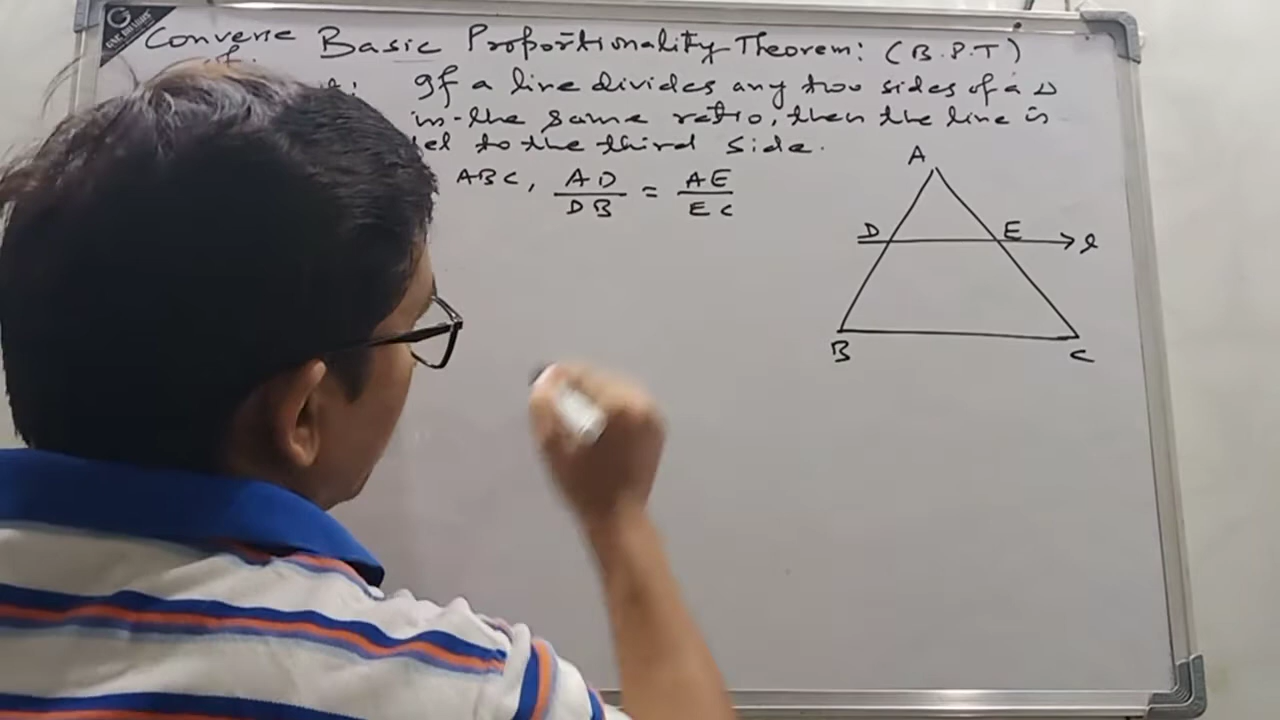 Converse Basic Proportionality Theorem: (B.P.T)
of
If a line divides any two sides of a Δ
in the same ratio, then the line is
to the third side.
ABC, AD/DB = AE/EC
A
D E l
B C